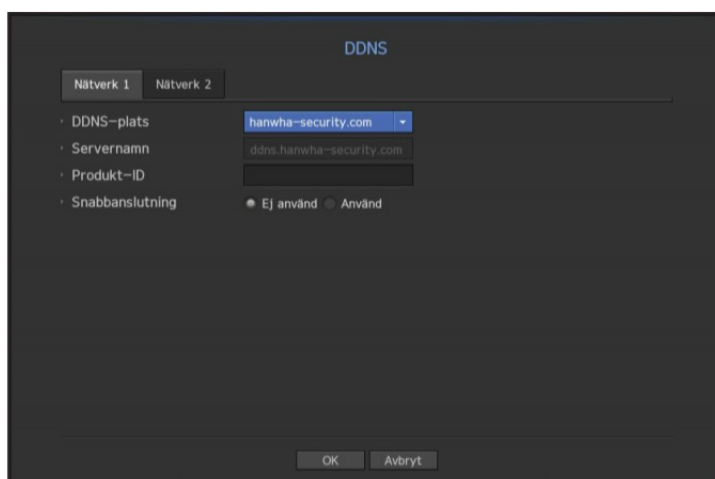 DDNS
Nätverk 1 Nätverk 2
DDNS-plats hanwha-security.com
Servernamn ddns.hanwha-security.com
Produkt-ID
Snabbanslutning Ej använd Använd
OK Avbryt